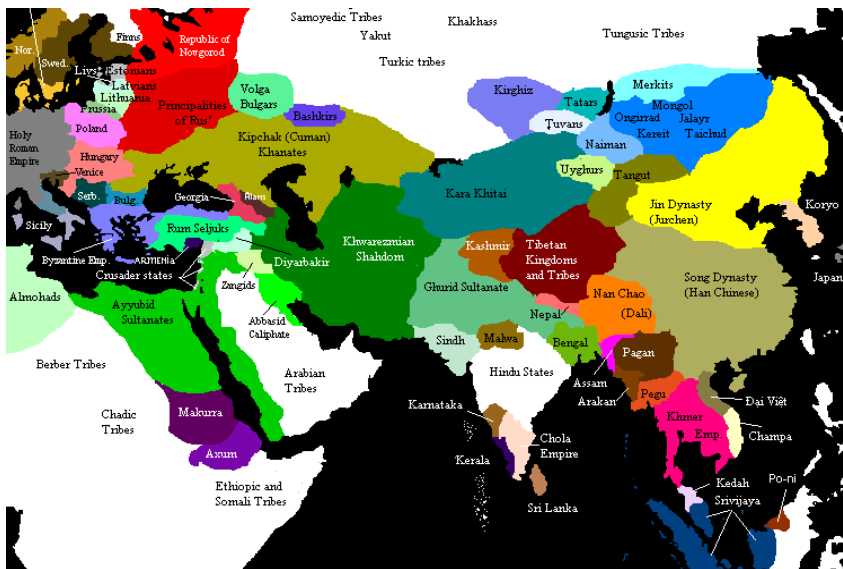 Samoyedic Tribes
Khakhass
Yakut
Tungusic Tribes
Turkic tribes
Finns
Republic of
Novgorod
Nor.
Swed.
Livs
Estonians
Latvians
Lithuania
Prussia
Principalities
of Rus'
Volga
Bulgars
Bashkirs
Kirghiz
Tatars
Merkits
Tuvans
Mongol
Ongirrad
Jalayr
Kereit
Taichud
Naiman
Holy
Roman
Empire
Poland
Kipchak (Cuman)
Khanates
Hungary
Venice
Uyghurs
Tangut
Kara Khitai
Serb.
Bulg.
Georgia
Alans
Jin Dynasty
(Jurchen)
Koryo
Sicily
Rum Seljuks
Khwarezmian
Shahdom
Kashmir
Tibetan
Kingdoms
and Tribes
Byzantine Emp.
ARMENIA
Diyarbakir
Crusader states
Japan
Almohads
Zangids
Ghurid Sultanate
Nan Chao
(Dali)
Song Dynasty
(Han Chinese)
Ayyubid
Sultanates
Abbasid
Caliphate
Nepal
Sindh
Malwa
Bengal
Pagan
Berber Tribes
Arabian
Tribes
Hindu States
Assam
Arakan
Pegu
Đại Việt
Chadic
Tribes
Makurra
Karnataka
Khmer
Emp.
Champa
Axum
Chola
Empire
Kerala
Kedah
Srivijaya
Po-ni
Ethiopic and
Somali Tribes
Sri Lanka